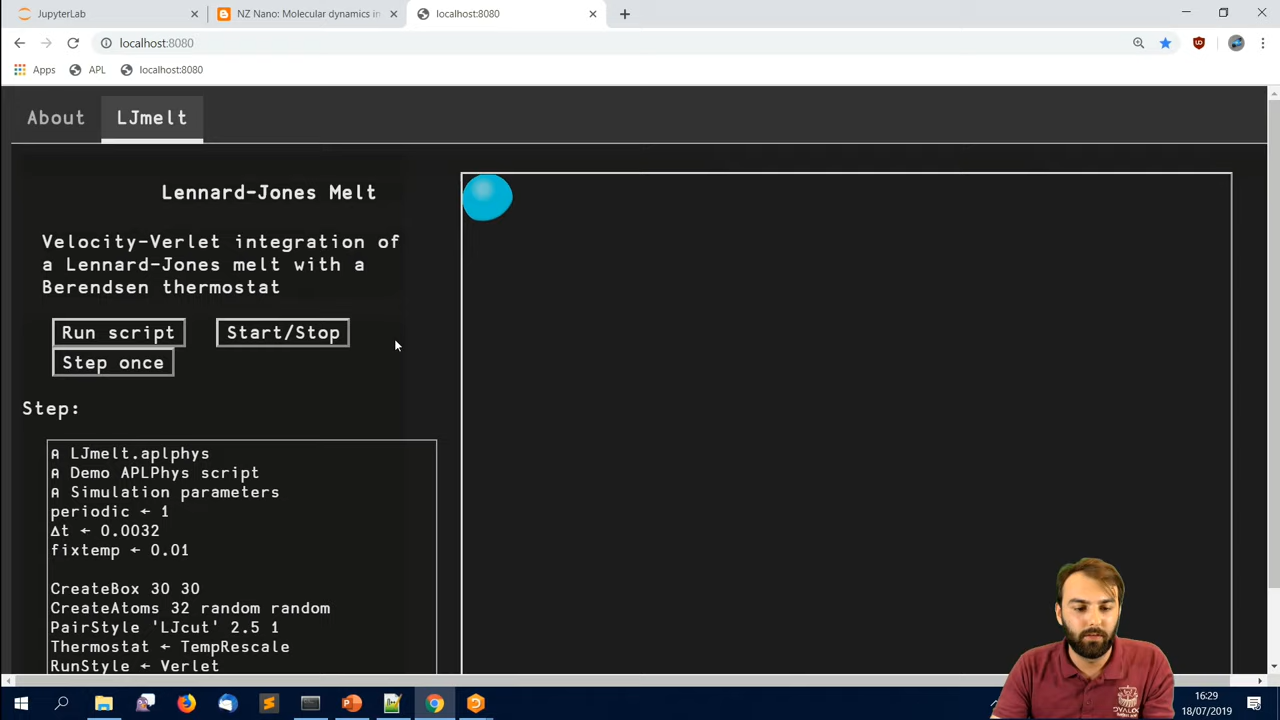 JupyterLab
NZ Nano: Molecular dynamics in
localhost:8080
localhost:8080
Apps
APL
localhost:8080
About
LJmelt
Lennard-Jones Melt
Velocity-Verlet integration of
a Lennard-Jones melt with a
Berendsen thermostat
Run script
Start/Stop
Step once
Step:
⍝ LJmelt.aplphys
⍝ Demo APLPhys script
⍝ Simulation parameters
periodic ← 1
∆t ← 0.0032
fixtemp ← 0.01
CreateBox 30 30
CreateAtoms 32 random random
PairStyle 'LJcut' 2.5 1
Thermostat ← TempRescale
RunStyle ← Verlet
16:29
18/07/2019